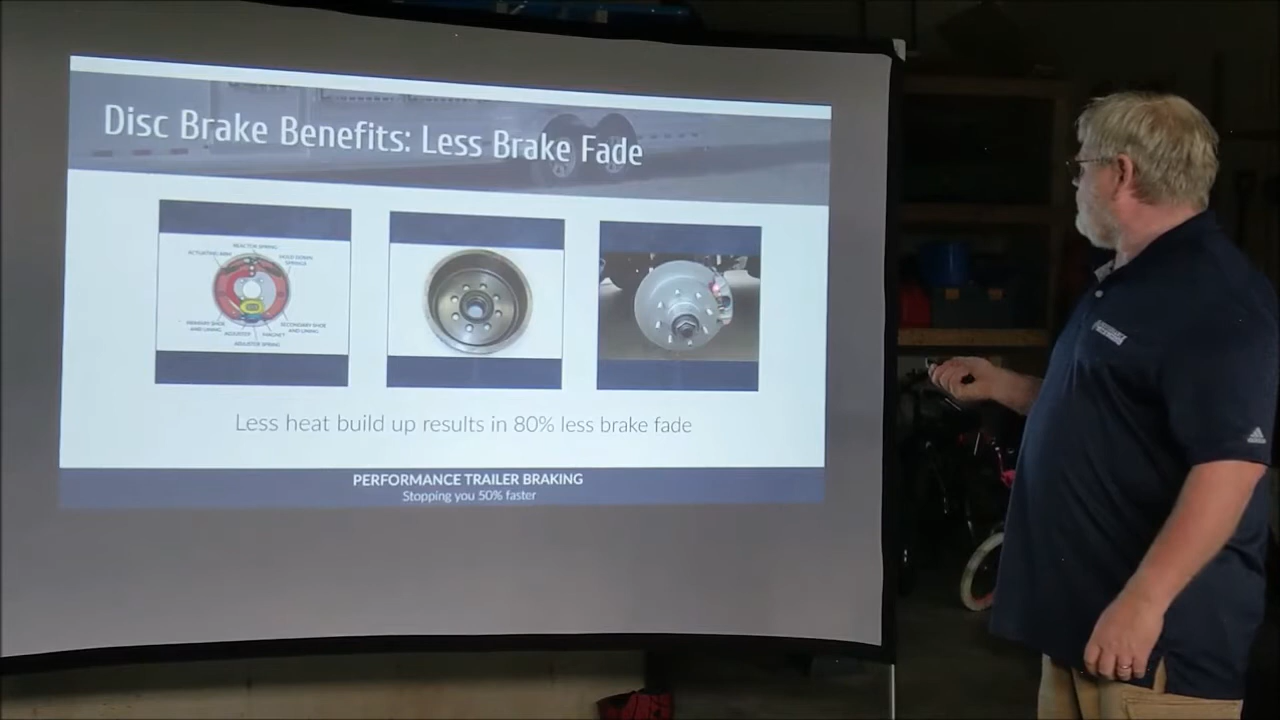 Disc Brake Benefits: Less Brake Fade
REACTOR SPRING
ACTUATING ARM
HOLD DOWN
SPRINGS
PRIMARY SHOE
AND LINING
ADJUSTER
MAGNET
SECONDARY SHOE
AND LINING
ADJUSTER SPRING
Less heat build up results in 80% less brake fade
PERFORMANCE TRAILER BRAKING
Stopping you 50% faster